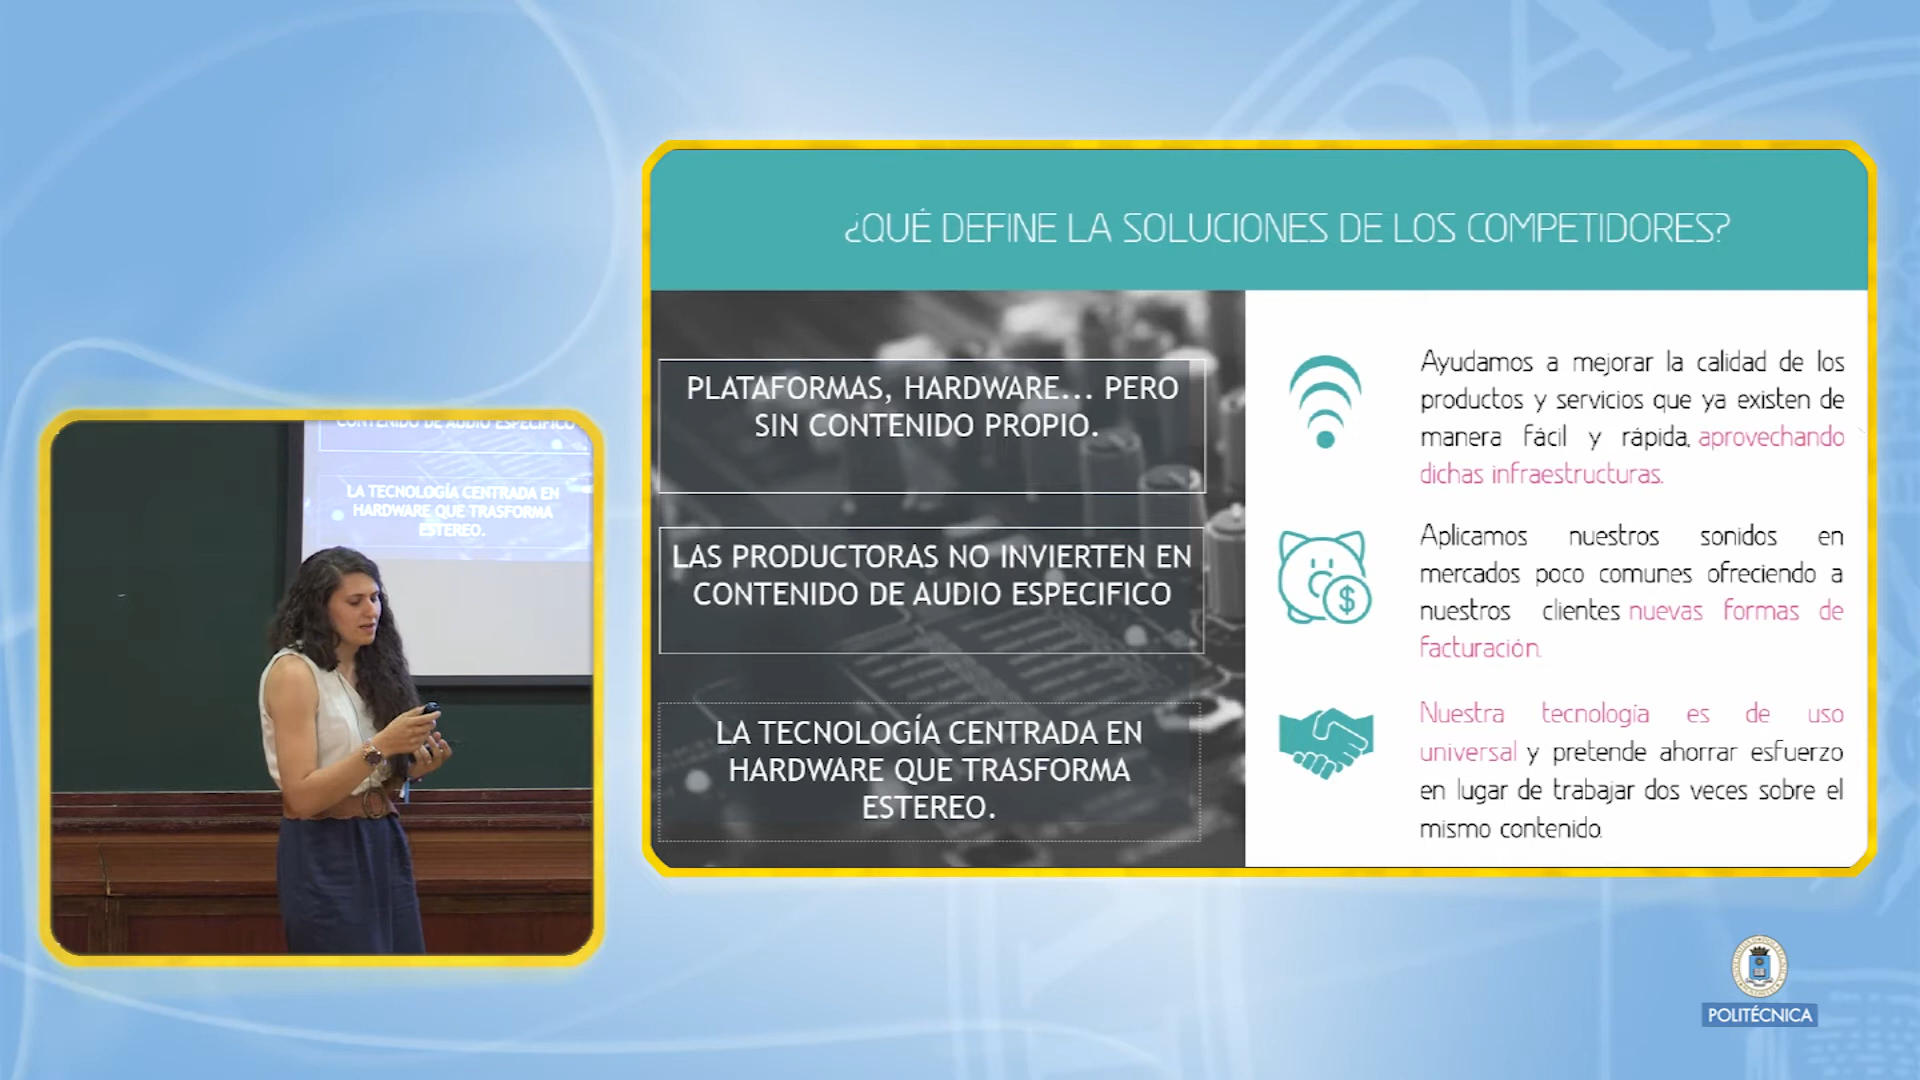 ¿QUÉ DEFINE LA SOLUCIONES DE LOS COMPETIDORES?
PLATAFORMAS, HARDWARE... PERO
SIN CONTENIDO PROPIO.
LAS PRODUCTORAS NO INVIERTEN EN
CONTENIDO DE AUDIO ESPECIFICO
LA TECNOLOGÍA CENTRADA EN
HARDWARE QUE TRASFORMA
ESTEREO.
Ayudamos a mejorar la calidad de los
productos y servicios que ya existen de
manera fácil y rápida, aprovechando
dichas infraestructuras.
Aplicamos nuestros sonidos en
mercados poco comunes ofreciendo a
nuestros clientes nuevas formas de
facturación.
Nuestra tecnología es de uso
universal y pretende ahorrar esfuerzo
en lugar de trabajar dos veces sobre el
mismo contenido.
CONTENIDO DE AUDIO ESPECIFICO
LA TECNOLOGÍA CENTRADA EN
HARDWARE QUE TRASFORMA
ESTEREO.
POLITÉCNICA